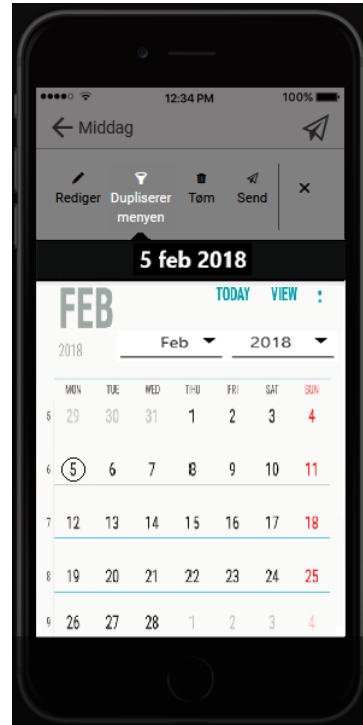 12:34 PM 100%
Middag
Rediger Dupliserer menyen Tøm Send ×
5 feb 2018
FEB TODAY VIEW :
2018 Feb 2018
MON TUE WED THU FRI SAT SUN
5 29 30 31 1 2 3 4
6 5 6 7 8 9 10 11
7 12 13 14 15 16 17 18
8 19 20 21 22 23 24 25
9 26 27 28 1 2 3 4